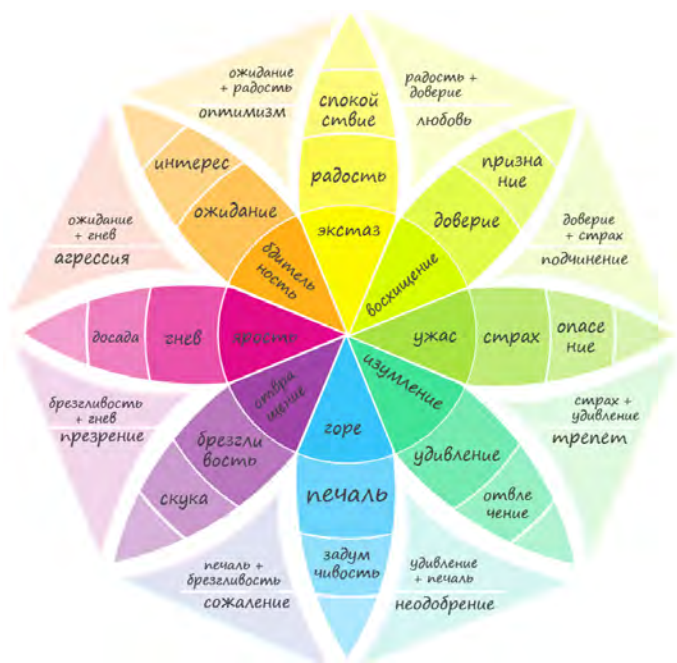 ожидание
+ радость
оптимизм
спокой
ствие
радость +
доверие
любовь
интерес
радость
призна
ние
ожидание
доверие
экстаз
ожидание
+ гнев
агрессия
бдитель
ность
восхищение
доверие
+ страх
подчинение
досада
гнев
ярость
ужас
страх
опасе
ние
брезгливость
+ гнев
презрение
отвра
щение
горе
изумление
страх +
удивление
трепет
брезгли
вость
удивление
скука
печаль
отвле
чение
печаль +
брезгливость
сожаление
задум
чивость
удивление
+ печаль
неодобрение